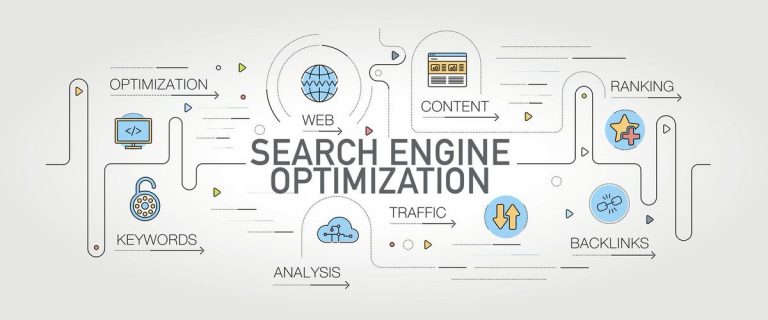 OPTIMIZATION
WEB
CONTENT
RANKING
</>
SEARCH ENGINE
OPTIMIZATION
KEYWORDS
ANALYSIS
TRAFFIC
BACKLINKS